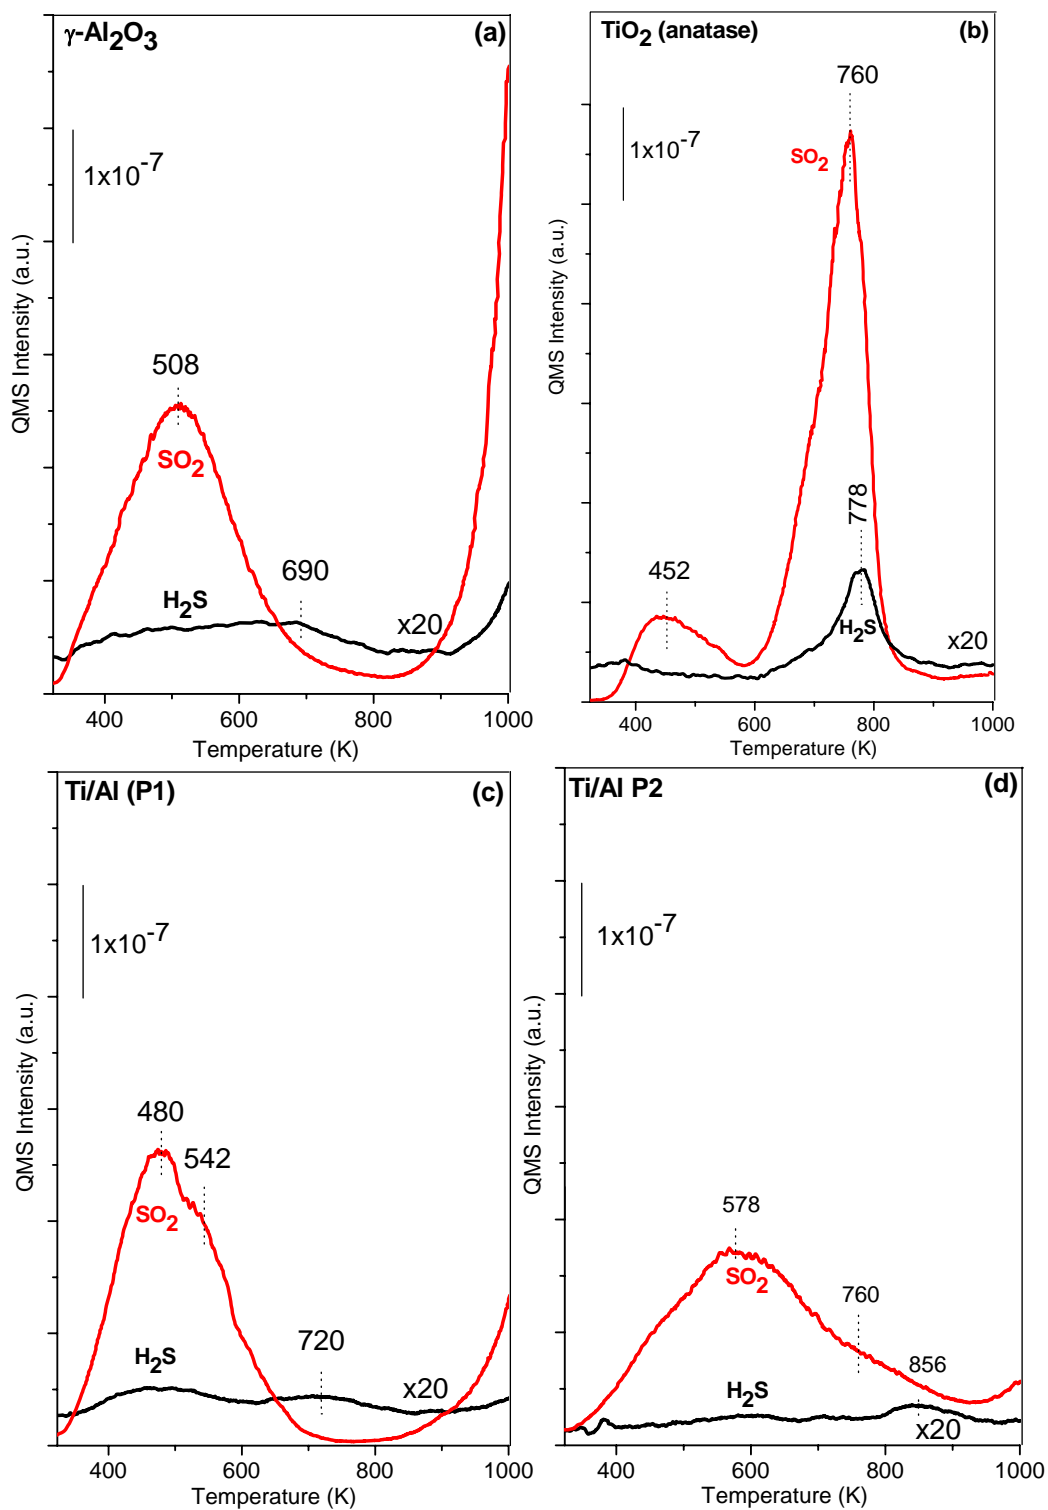 γ-Al2O3 (a)
1x10-7
508
SO2
690
H2S
x20
QMS Intensity (a.u.)
400 600 800 1000
Temperature (K)
TiO2 (anatase) (b)
760
1x10-7
SO2
778
452
H2S
x20
QMS Intensity (a.u.)
400 600 800 1000
Temperature (K)
Ti/Al (P1) (c)
1x10-7
480
542
SO2
720
H2S
x20
QMS Intensity (a.u.)
400 600 800 1000
Temperature (K)
Ti/Al P2 (d)
1x10-7
578
SO2
760
856
H2S
x20
QMS Intensity (a.u.)
400 600 800 1000
Temperature (K)